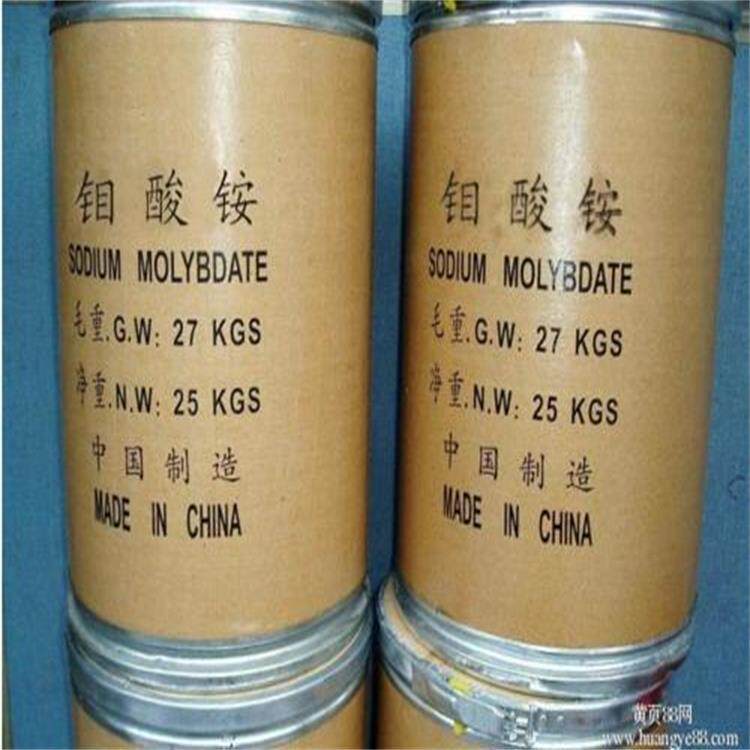 钼酸铵
SODIUM MOLYBDATE
毛重.G.W: 27 KGS
净重.N.W: 25 KGS
中国制造
MADE IN CHINA
钼酸铵
SODIUM MOLYBDATE
毛重.G.W: 27 KGS
净重.N.W: 25 KGS
中国制造
MADE IN CHINA
黄页88网
www.huangye88.com